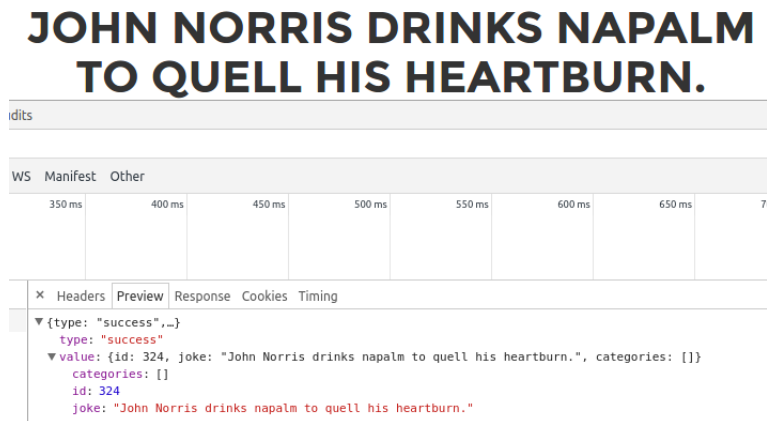 JOHN NORRIS DRINKS NAPALM
TO QUELL HIS HEARTBURN.
WS Manifest Other
350 ms 400 ms 450 ms 500 ms 550 ms 600 ms 650 ms
× Headers Preview Response Cookies Timing
▼{type: "success",…}
type: "success"
▼value: {id: 324, joke: "John Norris drinks napalm to quell his heartburn.", categories: []}
categories: []
id: 324
joke: "John Norris drinks napalm to quell his heartburn."